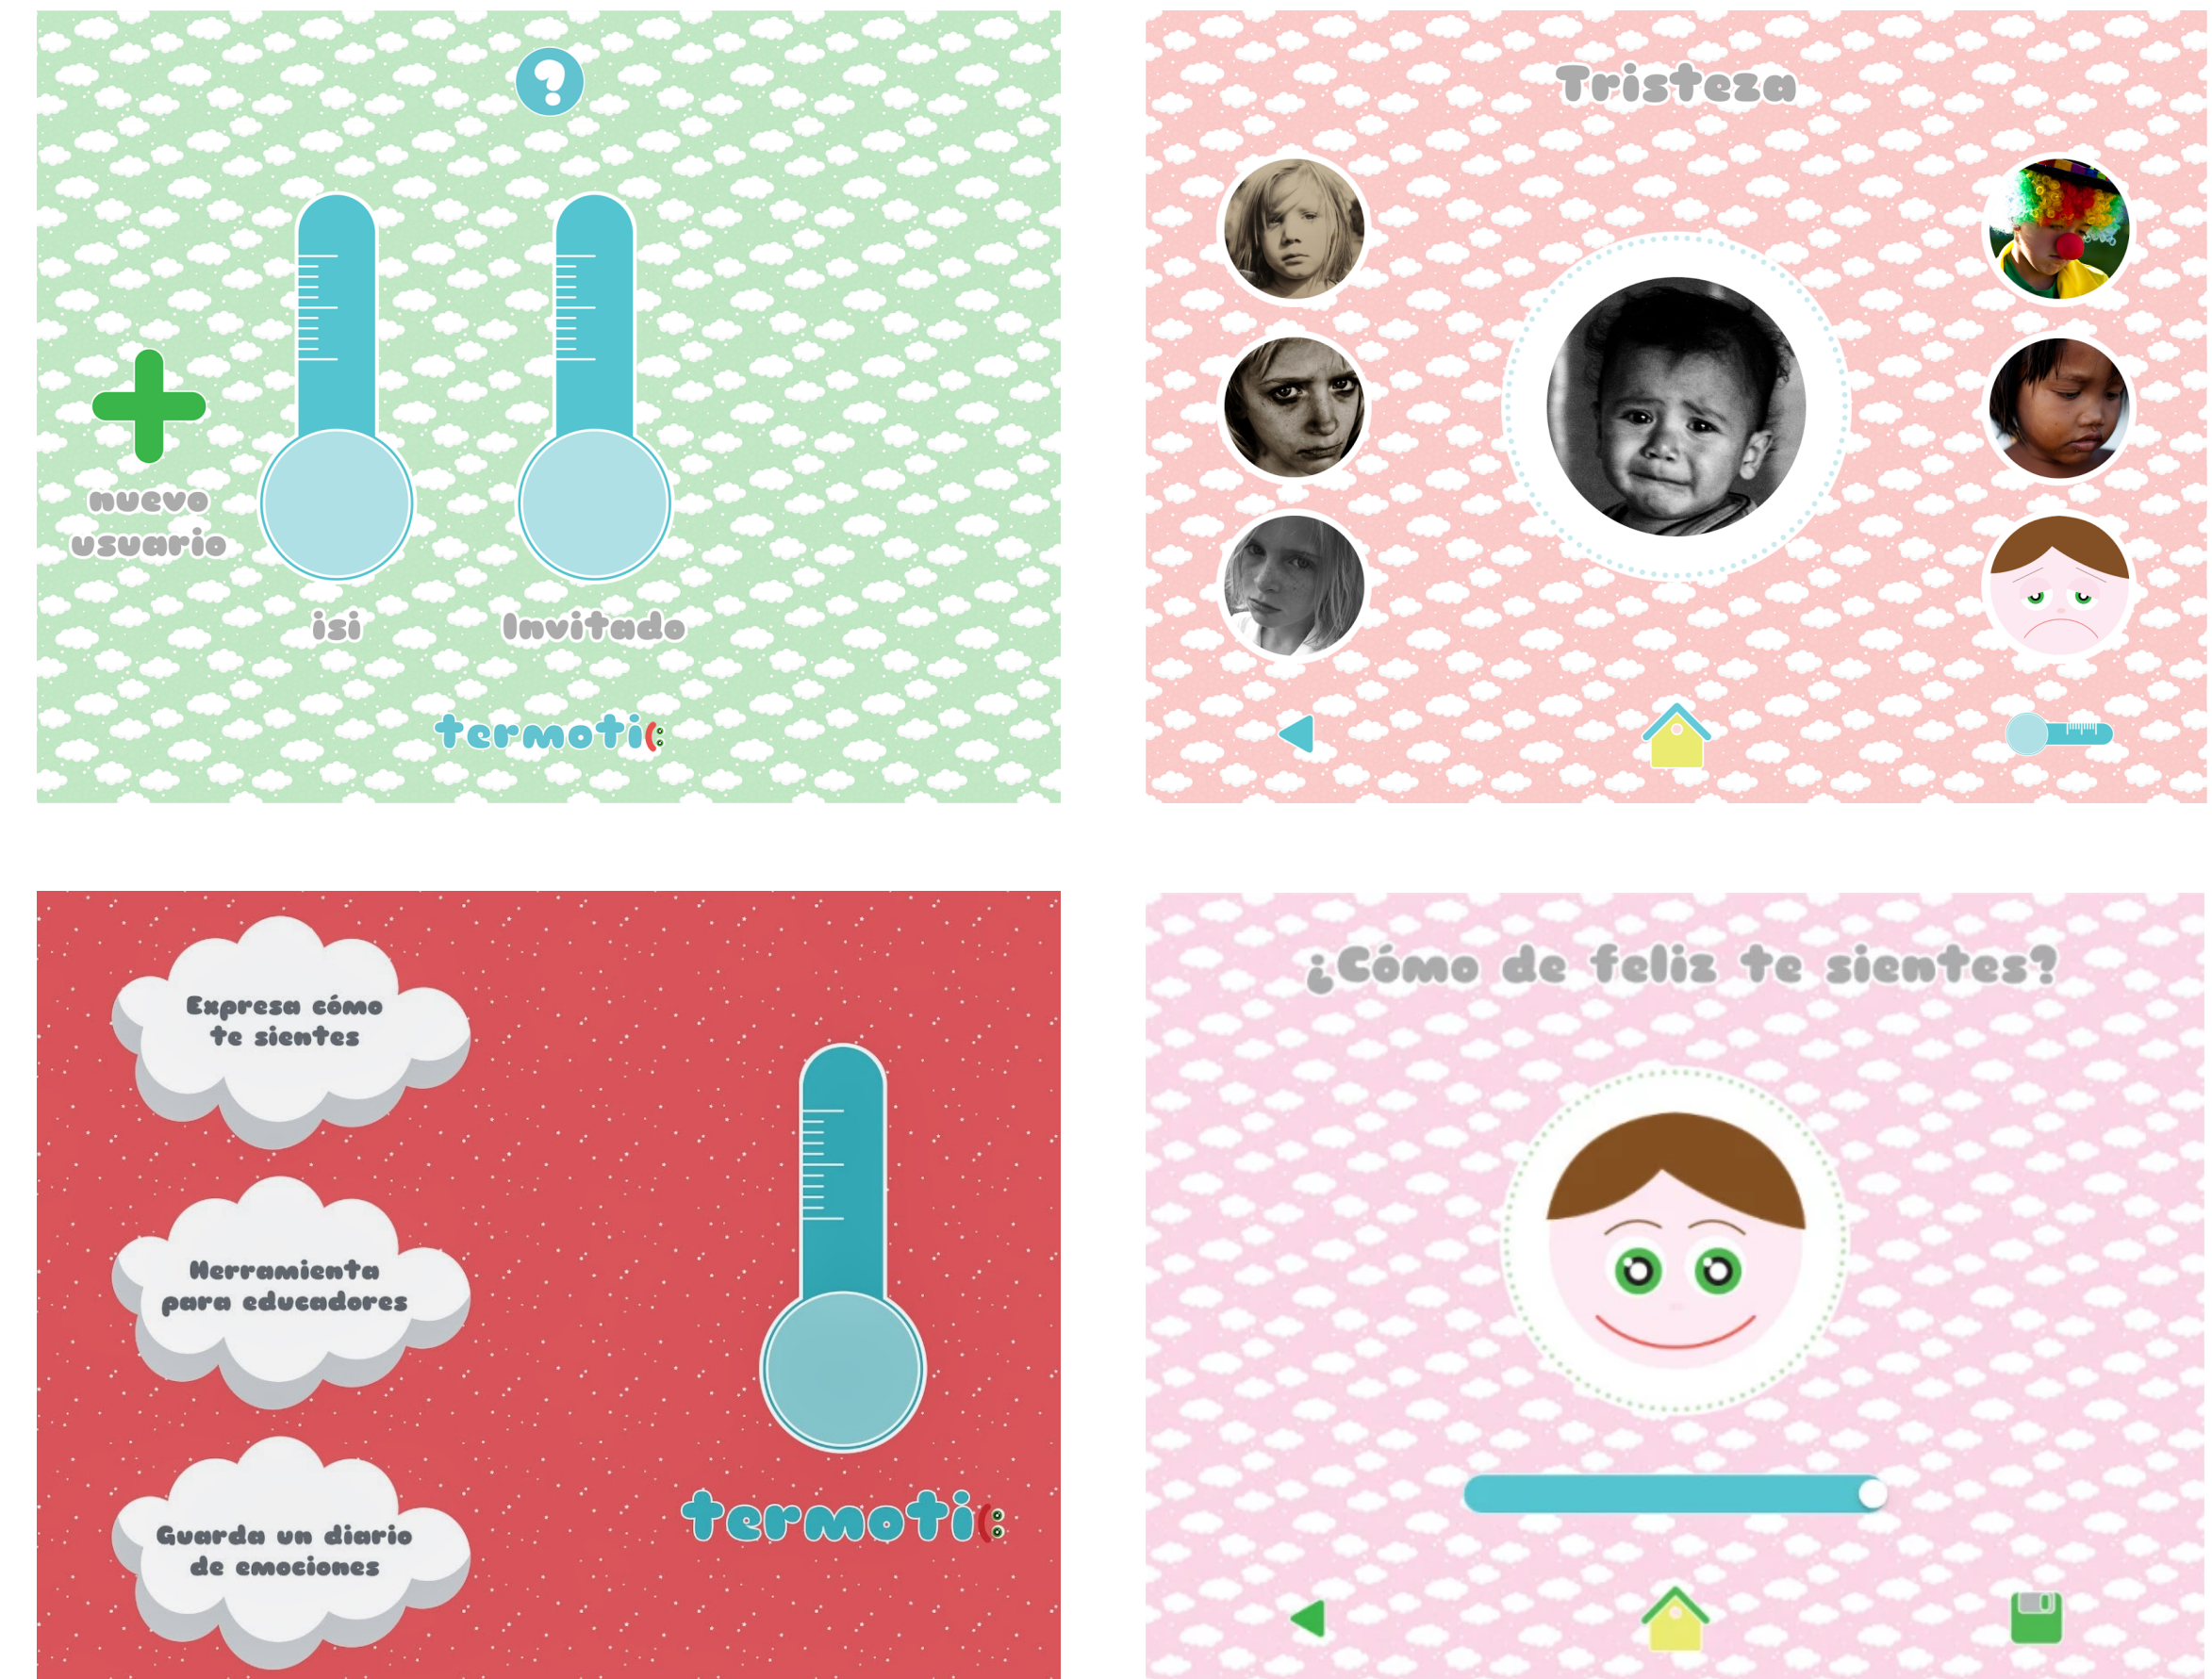 ?
nuevo
usuario
isi
Invitado
termotic
Tristeza
Expresa cómo
te sientes
Herramienta
para educadores
Guarda un diario
de emociones
termotic
¿Cómo de feliz te sientes?